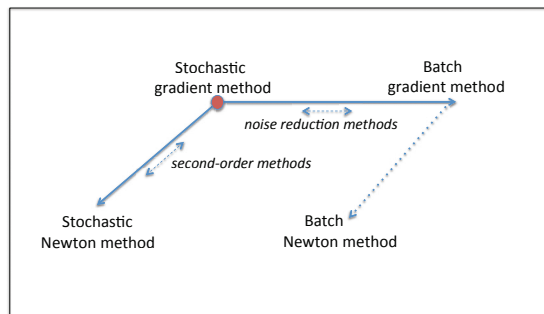 Stochastic
gradient method
Batch
gradient method
noise reduction methods
second-order methods
Stochastic
Newton method
Batch
Newton method